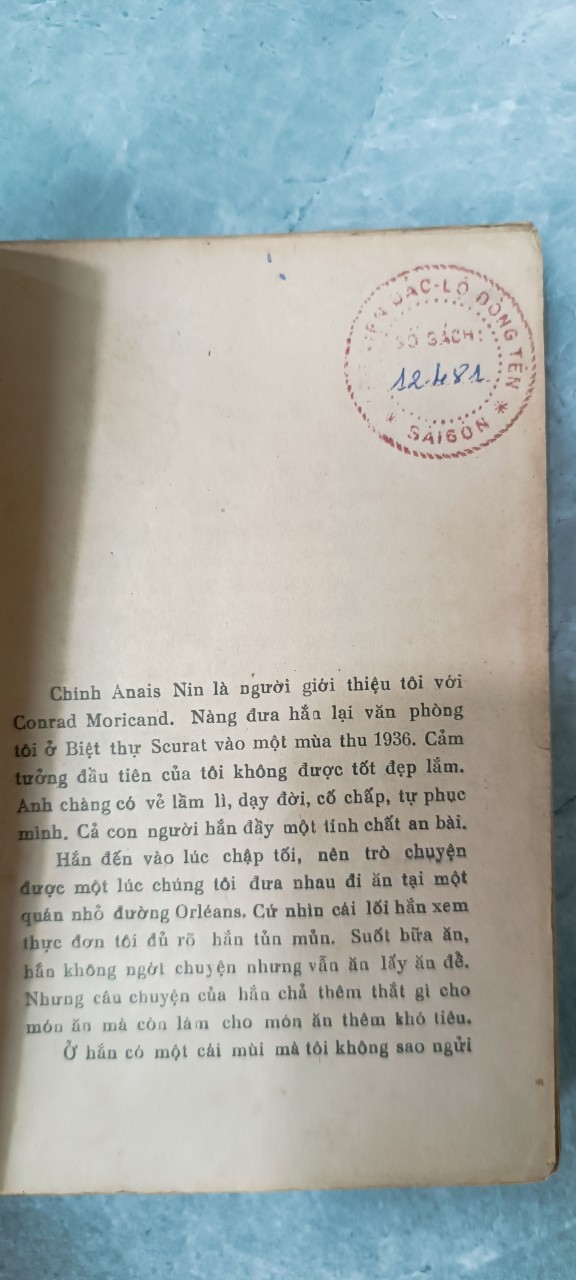 ĐẮC-LỘ DÒNG TÊN
SỐ SÁCH:
12.481
* SAIGON *
Chính Anais Nin là người giới thiệu tôi với
Conrad Moricand. Nàng đưa hắn lại văn phòng
tôi ở Biệt thự Scurat vào một mùa thu 1936. Cảm
tưởng đầu tiên của tôi không được tốt đẹp lắm.
Anh chàng có vẻ lầm lì, dạy đời, cố chấp, tự phục
mình. Cả con người hắn đầy một tính chất an bài.
Hắn đến vào lúc chập tối, nên trò chuyện
được một lúc chúng tôi đưa nhau đi ăn tại một
quán nhỏ đường Orléans. Cứ nhìn cái lối hắn xem
thực đơn tôi đủ rõ hắn tủn mủn. Suốt bữa ăn,
hắn không ngớt chuyện nhưng vẫn ăn lấy ăn để.
Nhưng câu chuyện của hắn chả thêm thắt gì cho
món ăn mà còn làm cho món ăn thêm khó tiêu.
Ở hắn có một cái mùi mà tôi không sao ngửi